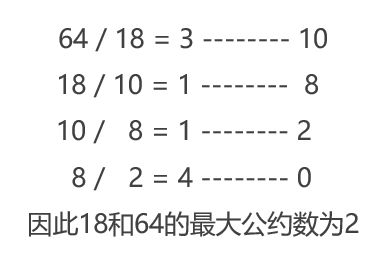 64 / 18 = 3 -------- 10
18 / 10 = 1 -------- 8
10 / 8 = 1 -------- 2
8 / 2 = 4 -------- 0
因此18和64的最大公约数为2